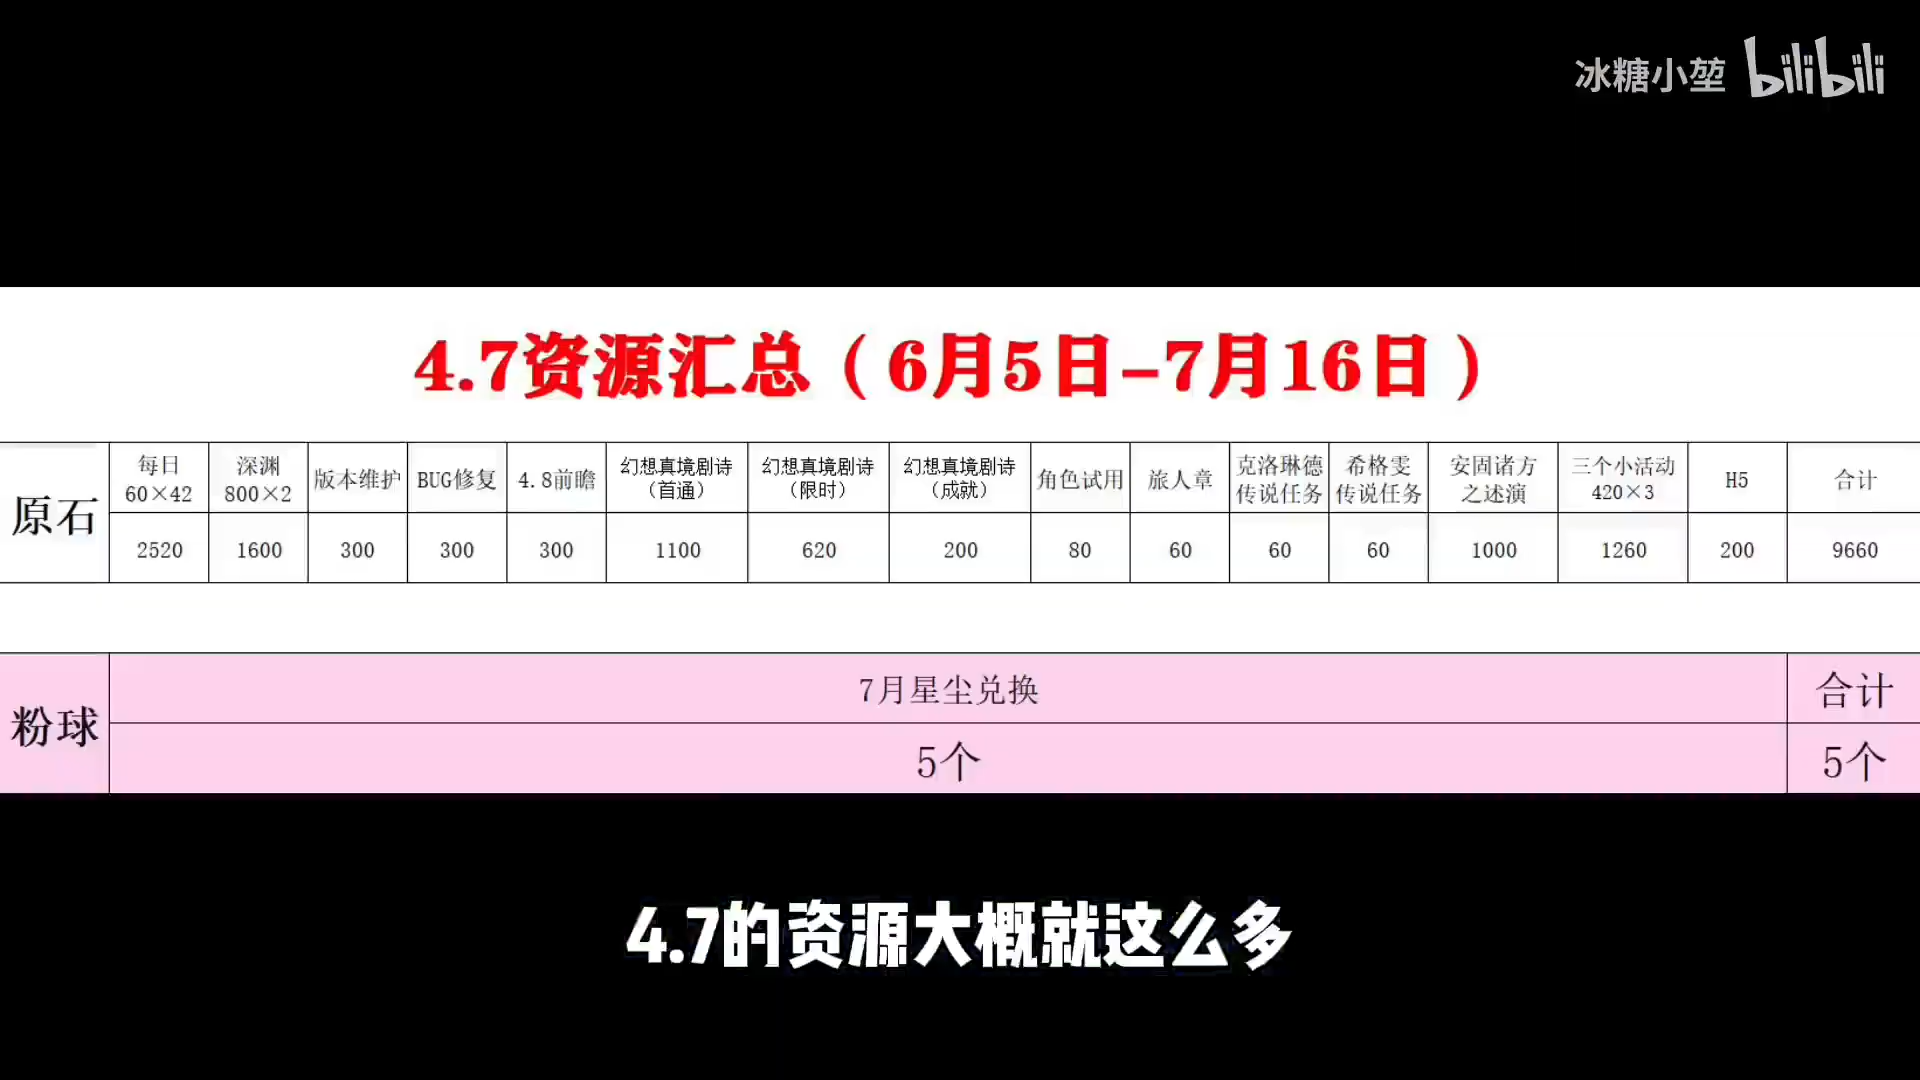 冰糖小堃 bilibili
4.7资源汇总（6月5日-7月16日）
原石
每日
60×42
深渊
800×2
版本维护
BUG修复
4.8前瞻
幻想真境剧诗
（首通）
幻想真境剧诗
（限时）
幻想真境剧诗
（成就）
角色试用
旅人章
克洛琳德
传说任务
希格雯
传说任务
安固诸方
之述演
三个小活动
420×3
H5
合计
2520 1600 300 300 300 1100 620 200 80 60 60 60 1000 1260 200 9660
粉球
7月星尘兑换 合计
5个 5个
4.7的资源大概就这么多